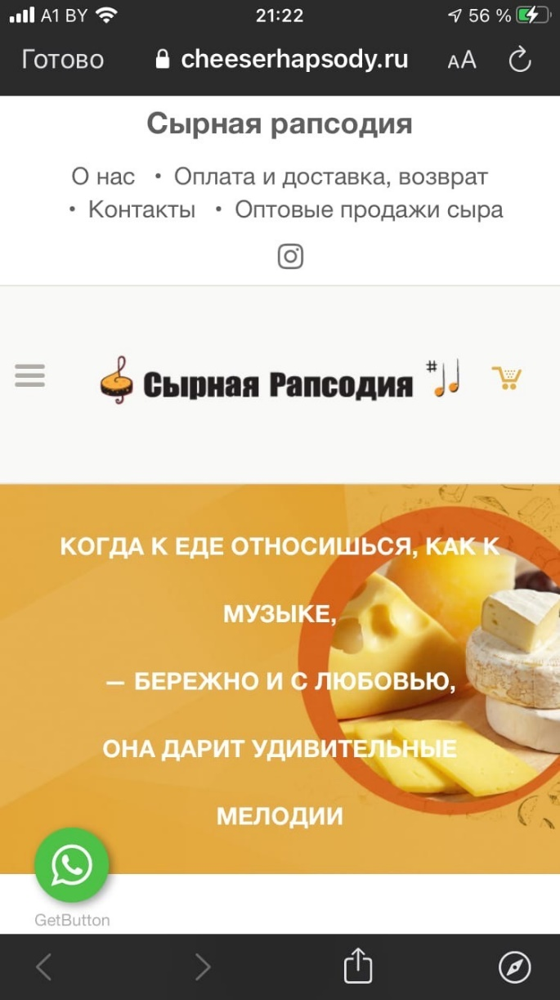 A1 BY 21:22 56 %
Готово cheeserhapsody.ru AA
Сырная рапсодия
О нас • Оплата и доставка, возврат
• Контакты • Оптовые продажи сыра
Сырная Рапсодия #
КОГДА К ЕДЕ ОТНОСИШЬСЯ, КАК К
МУЗЫКЕ,
— БЕРЕЖНО И С ЛЮБОВЬЮ,
ОНА ДАРИТ УДИВИТЕЛЬНЫЕ
МЕЛОДИИ
GetButton